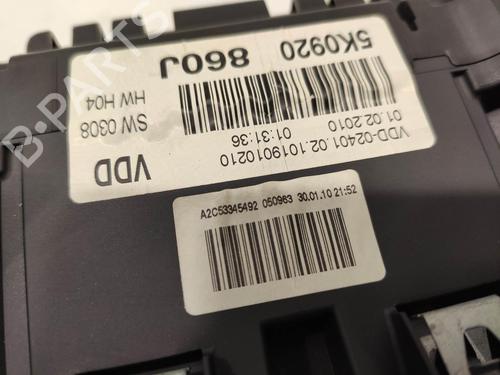 5K0920 860J
HW H04
SW 0308
VDD
VDD-02401.02.1019010210
01.02.2010 01:31:36
A2C53345492 050963 30.01.10 21:52
B-PARTS